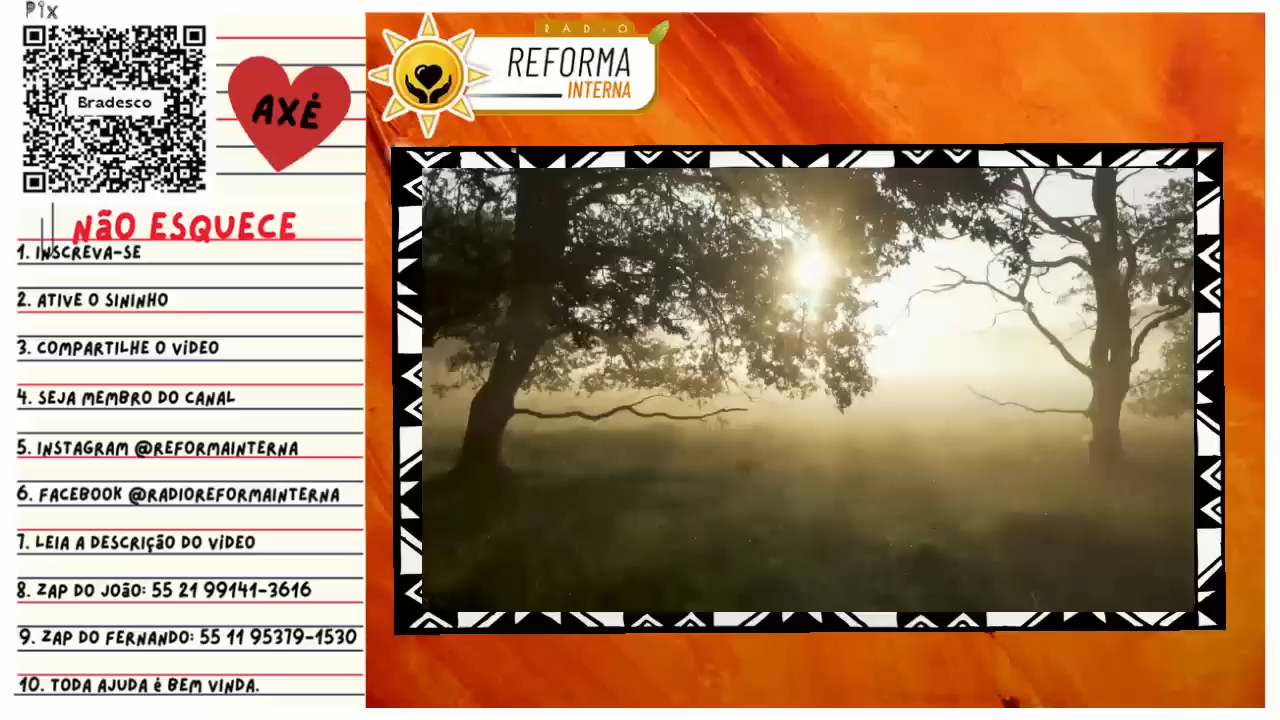 Pix
Bradesco
AXÉ
NÃO ESQUECE
1. INSCREVA-SE
2. ATIVE O SININHO
3. COMPARTILHE O VÍDEO
4. SEJA MEMBRO DO CANAL
5. INSTAGRAM @REFORMAINTERNA
6. FACEBOOK @RADIOREFORMAINTERNA
7. LEIA A DESCRIÇÃO DO VÍDEO
8. ZAP DO JOÃO: 55 21 99141-3616
9. ZAP DO FERNANDO: 55 11 95379-1530
10. TODA AJUDA é BEM VINDA.
RÁDIO
REFORMA
INTERNA